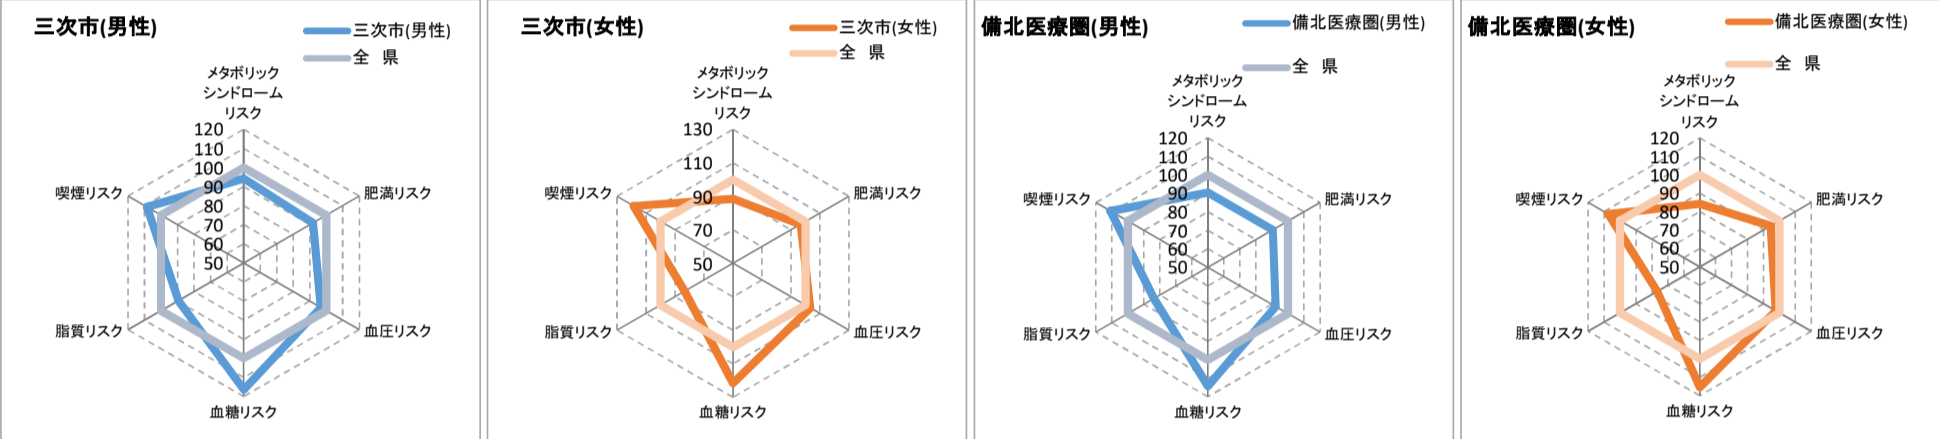 三次市(男性)
三次市(男性)
全 県
メタボリック
シンドローム
リスク
120
110
100
90
80
70
60
50
喫煙リスク
肥満リスク
脂質リスク
血圧リスク
血糖リスク
三次市(女性)
三次市(女性)
全 県
メタボリック
シンドローム
リスク
130
110
90
70
50
喫煙リスク
肥満リスク
脂質リスク
血圧リスク
血糖リスク
備北医療圏(男性)
備北医療圏(男性)
全 県
メタボリック
シンドローム
リスク
120
110
100
90
80
70
60
50
喫煙リスク
肥満リスク
脂質リスク
血圧リスク
血糖リスク
備北医療圏(女性)
備北医療圏(女性)
全 県
メタボリック
シンドローム
リスク
120
110
100
90
80
70
60
50
喫煙リスク
肥満リスク
脂質リスク
血圧リスク
血糖リスク